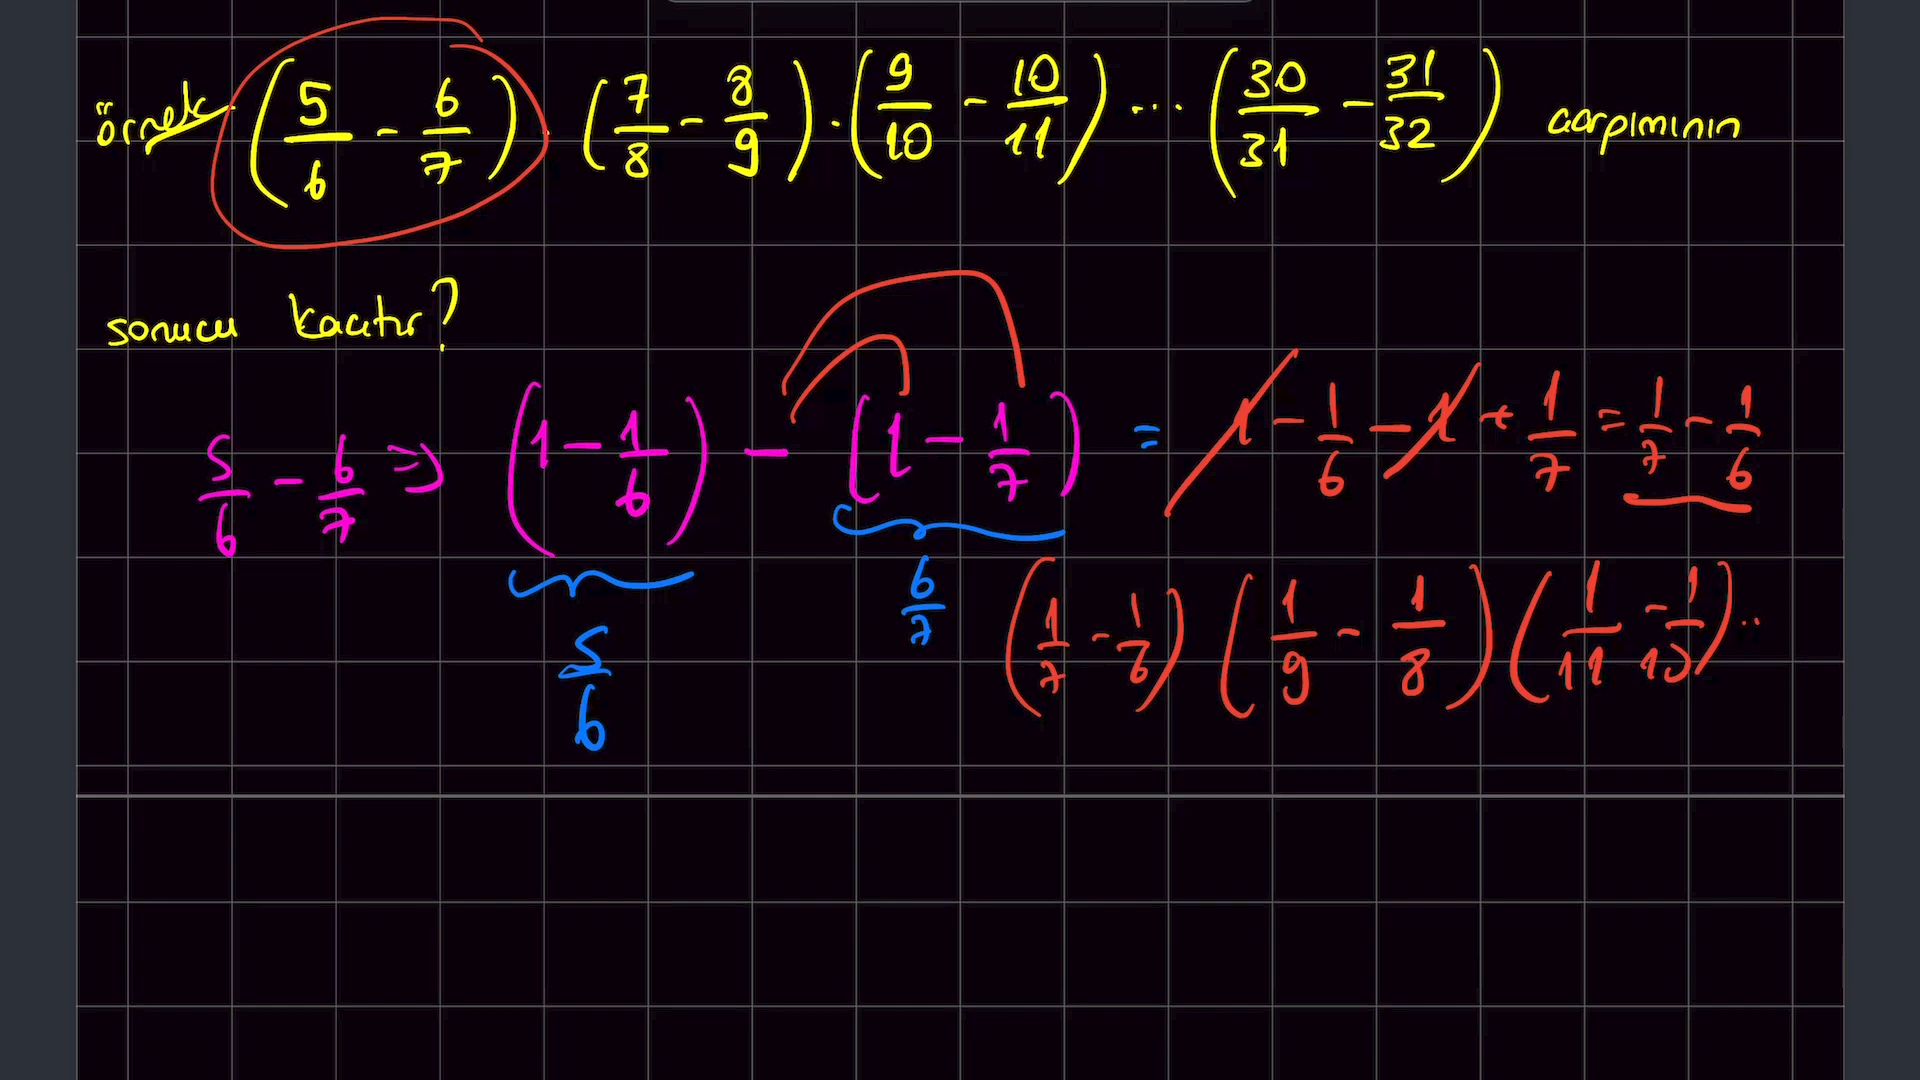 örnek (5/6 - 6/7) · (7/8 - 8/9) · (9/10 - 10/11) ... (30/31 - 31/32) çarpımının
sonucu kaçtır?
5/6 - 6/7 => (1 - 1/6) - (1 - 1/7) = 1 - 1/6 - 1 + 1/7 = 1/7 - 1/6
5/6
6/7
(1/7 - 1/6) (1/9 - 1/8) (1/11 - 1/10) ..